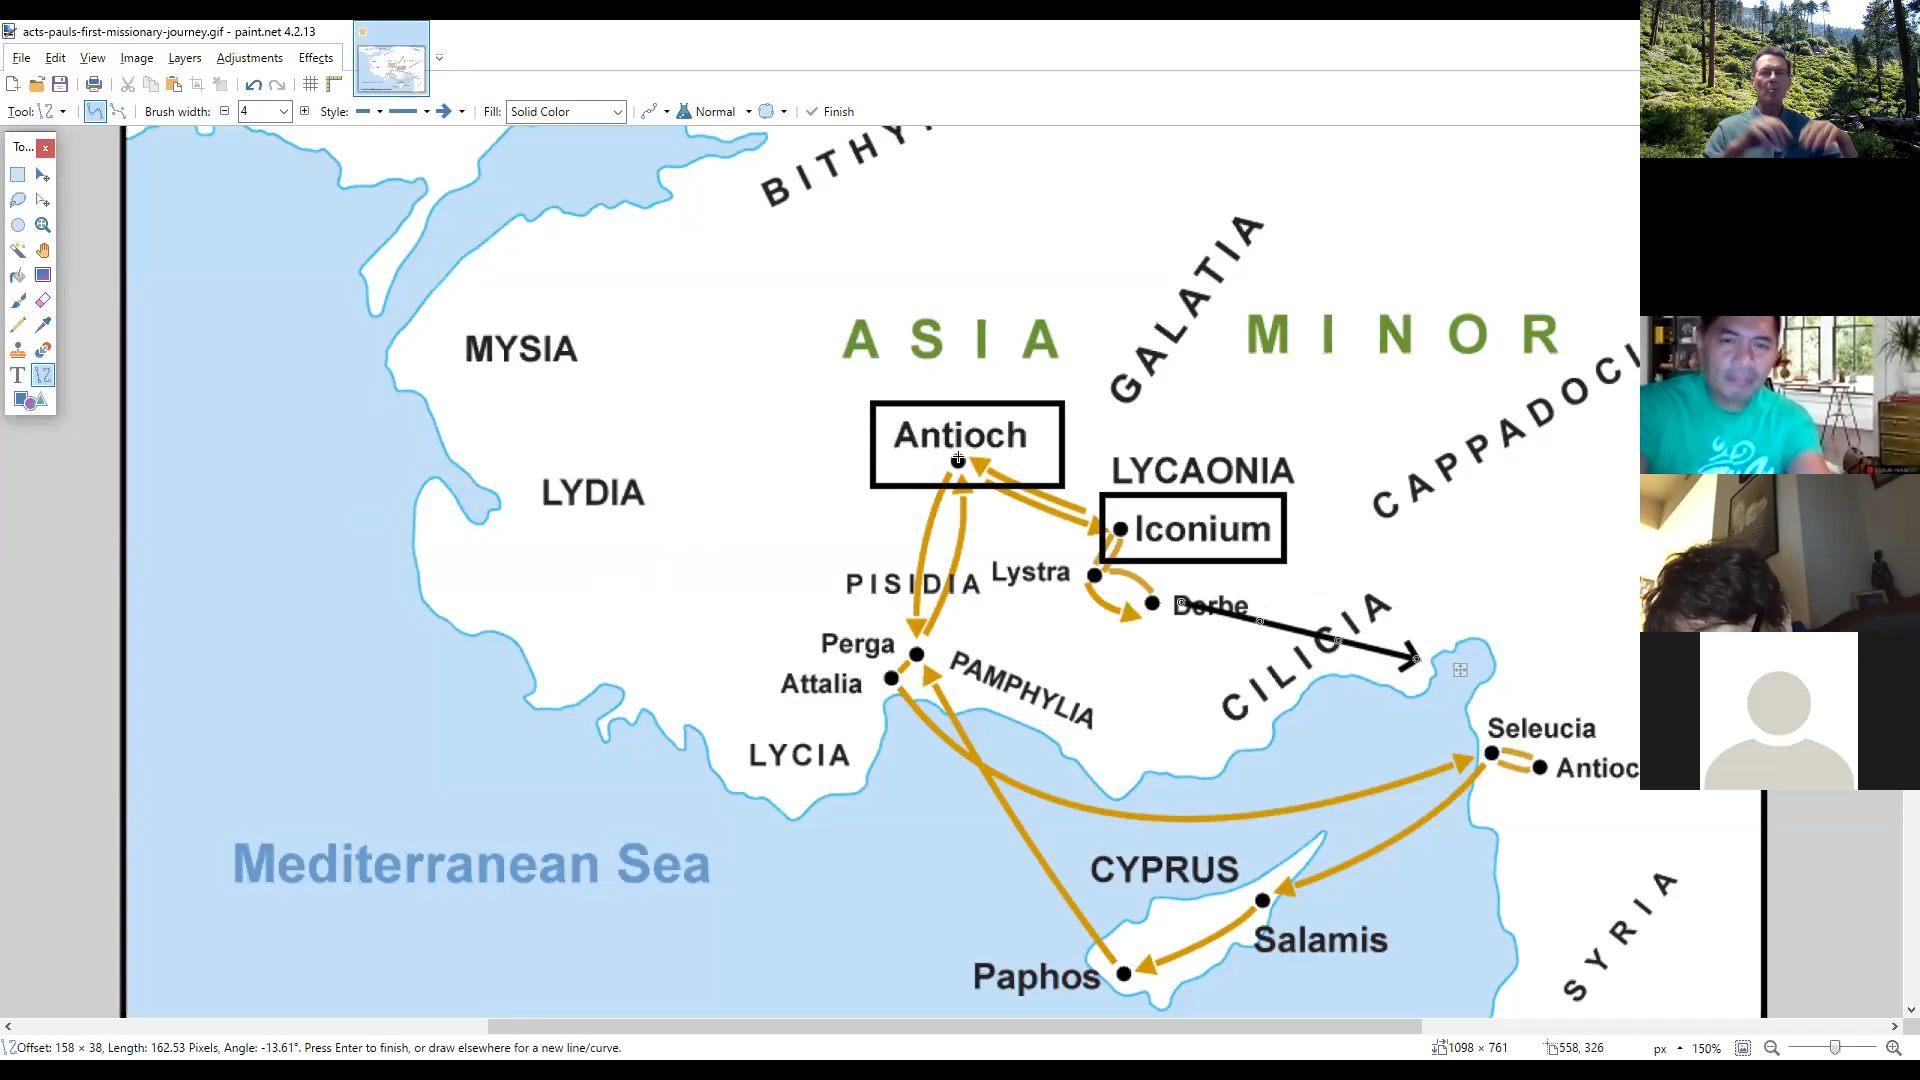 acts-pauls-first-missionary-journey.gif - paint.net 4.2.13
File Edit View Image Layers Adjustments Effects
Tool: Brush width: 4 Style: Fill: Solid Color Normal Finish
To...
BITHY
GALATIA
ASIA MINOR
MYSIA
CAPPADOCI
Antioch
LYCAONIA
LYDIA
Iconium
PISIDIA
Lystra
Derbe
CILICIA
Perga
PAMPHYLIA
Attalia
Seleucia
LYCIA
Antioc
Mediterranean Sea
CYPRUS
SYRIA
Salamis
Paphos
Offset: 158 × 38, Length: 162.53 Pixels, Angle: -13.61°. Press Enter to finish, or draw elsewhere for a new line/curve. 1098 × 761 558, 326 px 150%